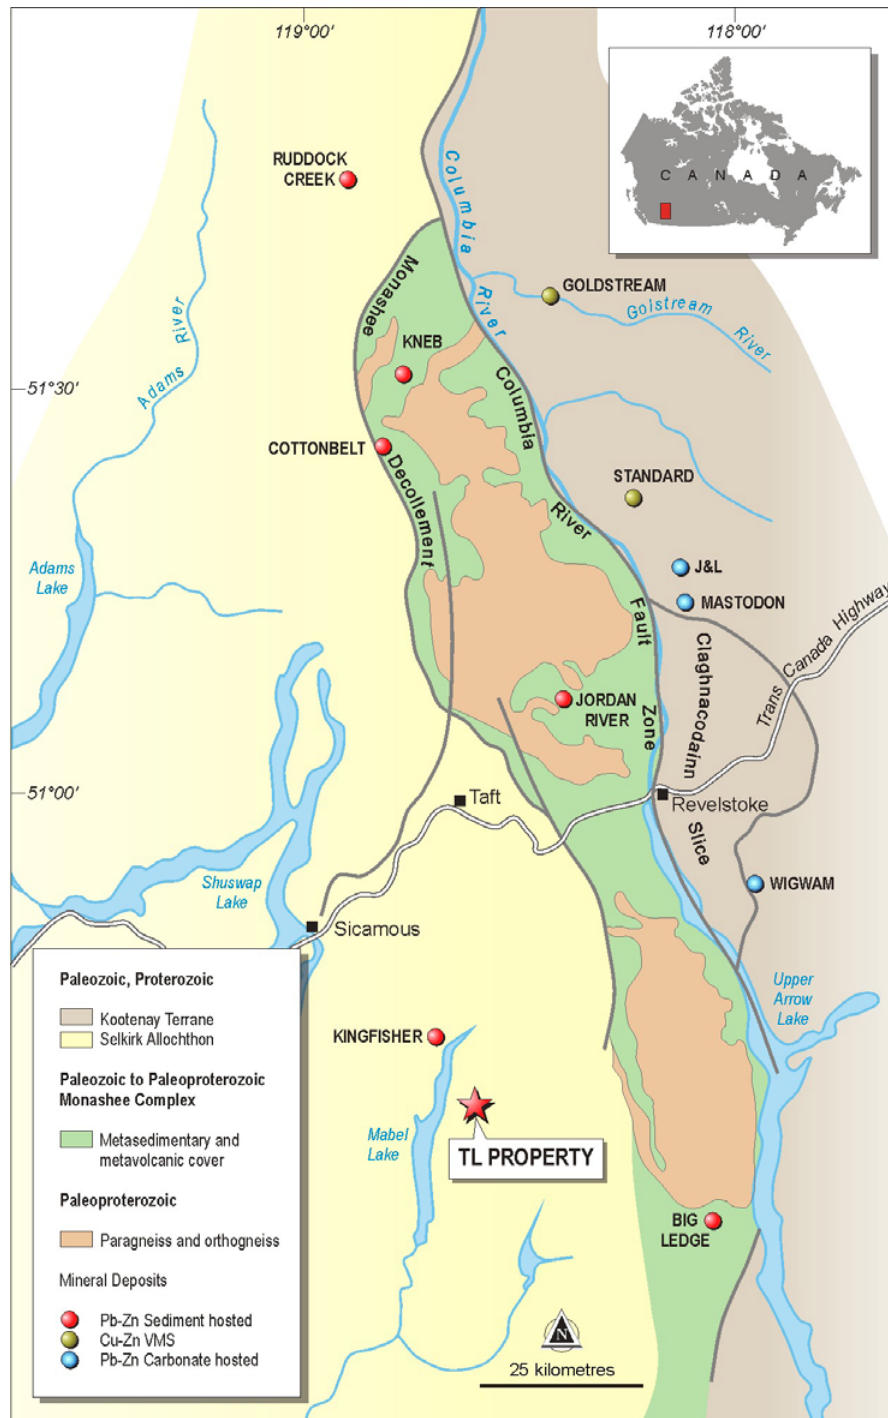 119°00'
118°00'
CANADA
RUDDOCK
CREEK
Columbia
River
GOLDSTREAM
Golstream
River
Monashee
Decollement
KNEB
Adams
River
51°30'
Columbia
River
Fault
Zone
COTTONBELT
STANDARD
J&L
MASTODON
Adams
Lake
Claghnacodainn
Slice
Trans Canada Highway
JORDAN
RIVER
51°00'
Taft
Revelstoke
Shuswap
Lake
WIGWAM
Sicamous
Upper
Arrow
Lake
KINGFISHER
Mabel
Lake
TL PROPERTY
BIG
LEDGE
N
25 kilometres
Paleozoic, Proterozoic
Kootenay Terrane
Selkirk Allochthon
Paleozoic to Paleoproterozoic
Monashee Complex
Metasedimentary and
metavolcanic cover
Paleoproterozoic
Paragneiss and orthogneiss
Mineral Deposits
Pb-Zn Sediment hosted
Cu-Zn VMS
Pb-Zn Carbonate hosted